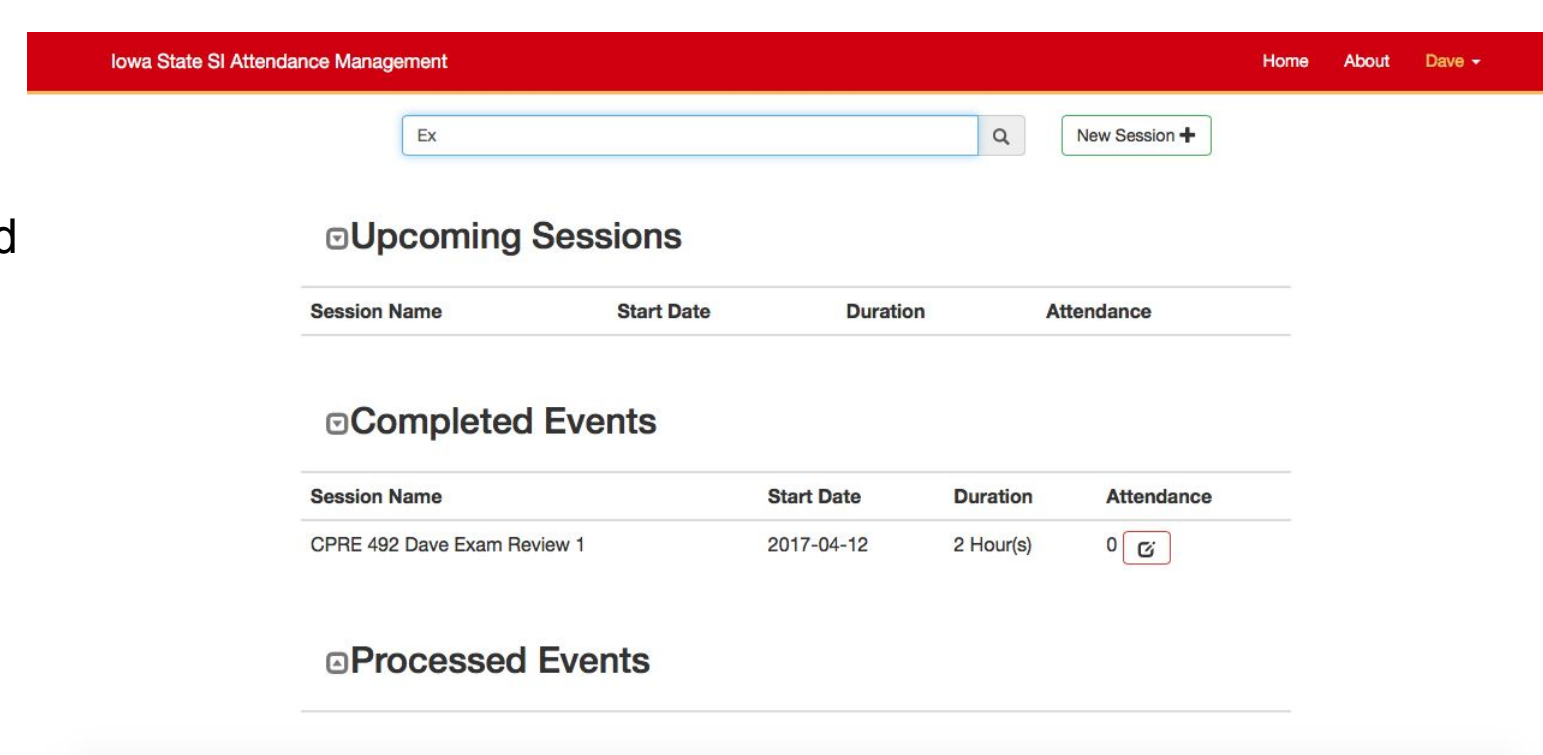 Iowa State SI Attendance Management Home About Dave
Ex New Session
d
Upcoming Sessions
Session Name Start Date Duration Attendance
Completed Events
Session Name Start Date Duration Attendance
CPRE 492 Dave Exam Review 1 2017-04-12 2 Hour(s) 0
Processed Events